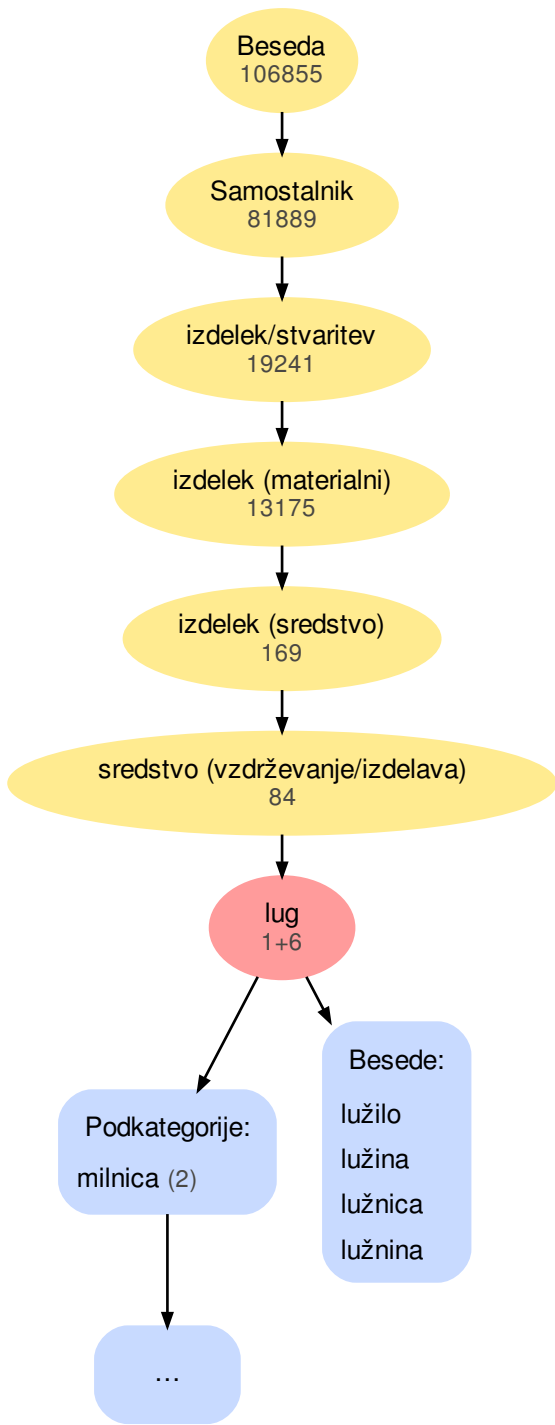 Beseda
106855
Samostalnik
81889
izdelek/stvaritev
19241
izdelek (materialni)
13175
izdelek (sredstvo)
169
sredstvo (vzdrževanje/izdelava)
84
lug
1+6
Podkategorije:
milnica (2)
Besede:
lužilo
lužina
lužnica
lužnina
…